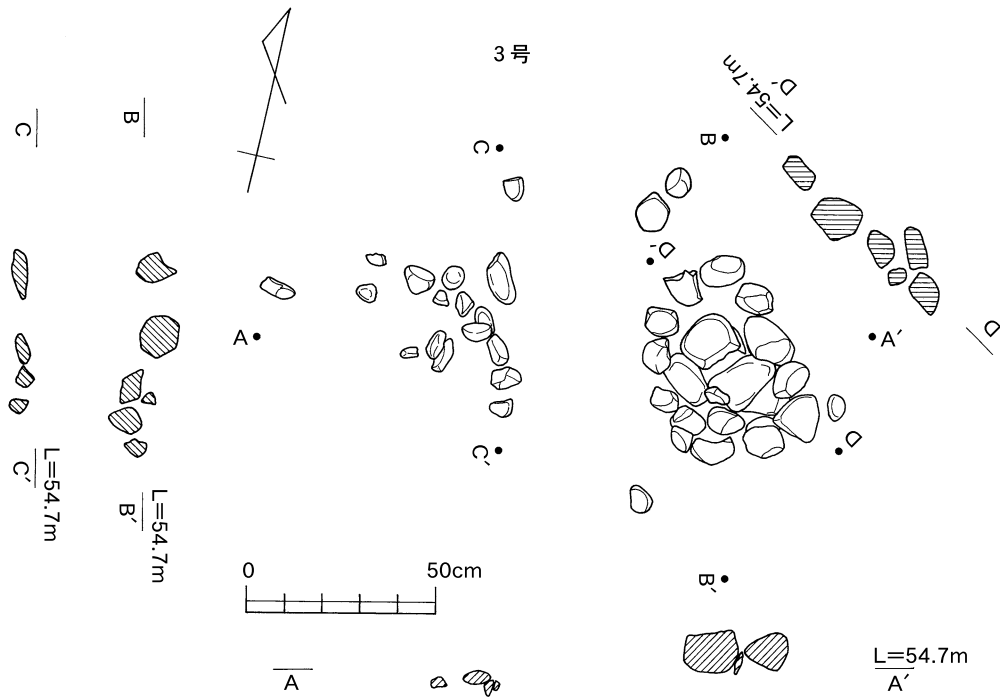 3号
L=54.7m
D′
C
B
C
B
D′
A
A′
D
D
C′
L=54.7m
C′
L=54.7m
B′
0 50cm
B′
A
L=54.7m
A′